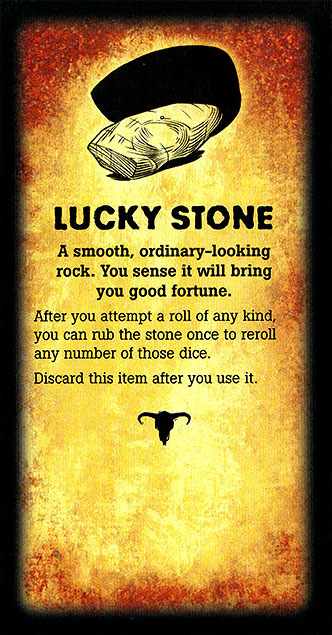 LUCKY STONE
A smooth, ordinary-looking
rock. You sense it will bring
you good fortune.
After you attempt a roll of any kind,
you can rub the stone once to reroll
any number of those dice.
Discard this item after you use it.